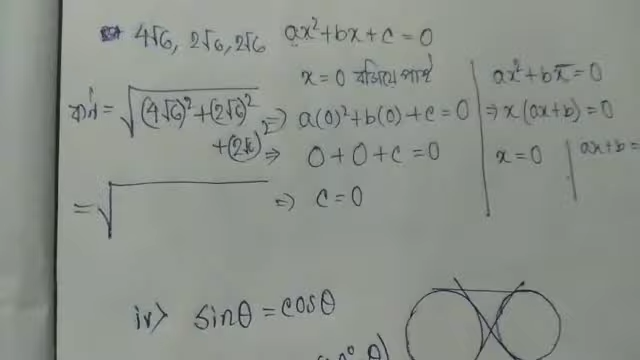 4√6, 2√6, 2√6
কর্ণ = √(4√6)² + (2√6)²
+ (2√6)²
= √
ax² + bx + c = 0
x = 0 বসিয়ে পাই
⇒ a(0)² + b(0) + c = 0
⇒ 0 + 0 + c = 0
⇒ c = 0
ax² + bx = 0
⇒ x(ax + b) = 0
x = 0 | ax + b =
iv) sinθ = cosθ